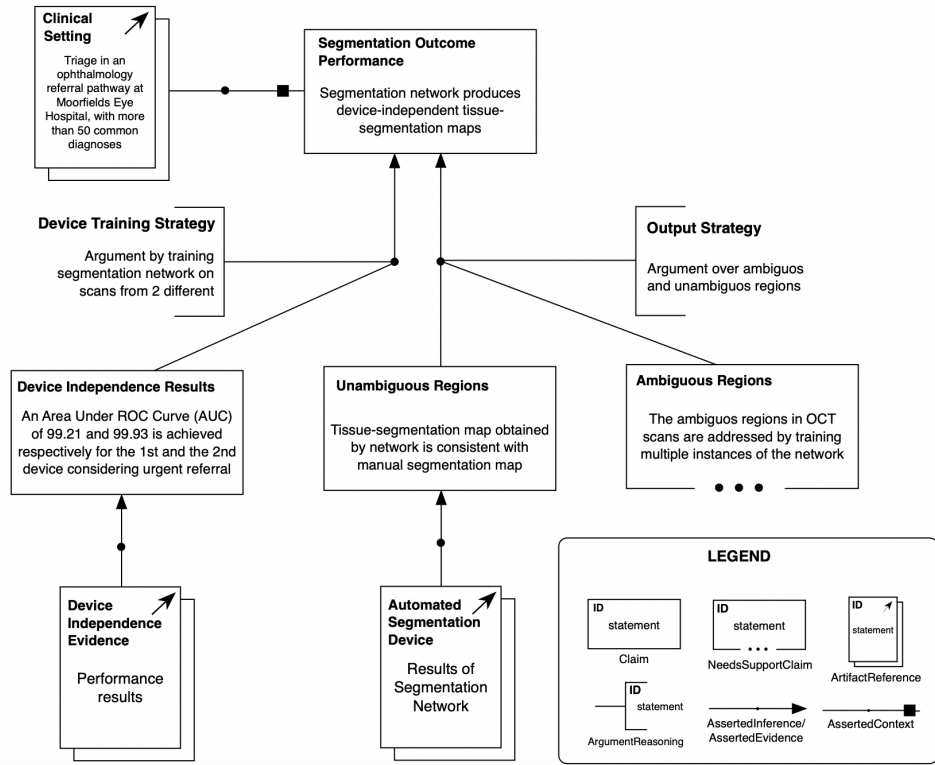 Clinical
Setting
Triage in an
ophthalmology
referral pathway at
Moorfields Eye
Hospital, with more
than 50 common
diagnoses
Segmentation Outcome
Performance
Segmentation network produces
device-independent tissue-
segmentation maps
Device Training Strategy
Argument by training
segmentation network on
scans from 2 different
Output Strategy
Argument over ambiguos
and unambiguos regions
Device Independence Results
An Area Under ROC Curve (AUC)
of 99.21 and 99.93 is achieved
respectively for the 1st and the 2nd
device considering urgent referral
Unambiguous Regions
Tissue-segmentation map obtained
by network is consistent with
manual segmentation map
Ambiguous Regions
The ambiguos regions in OCT
scans are addressed by training
multiple instances of the network
Device
Independence
Evidence
Performance
results
Automated
Segmentation
Device
Results of
Segmentation
Network
LEGEND
ID
statement
Claim
ID
statement
NeedsSupportClaim
ID
statement
ArtifactReference
ID
statement
ArgumentReasoning
AssertedInference/
AssertedEvidence
AssertedContext